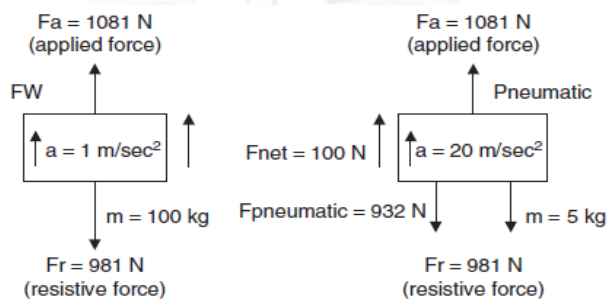 Fa = 1081 N
(applied force)
FW
a = 1 m/sec²
m = 100 kg
Fr = 981 N
(resistive force)
Fa = 1081 N
(applied force)
Pneumatic
Fnet = 100 N
a = 20 m/sec²
Fpneumatic = 932 N
m = 5 kg
Fr = 981 N
(resistive force)